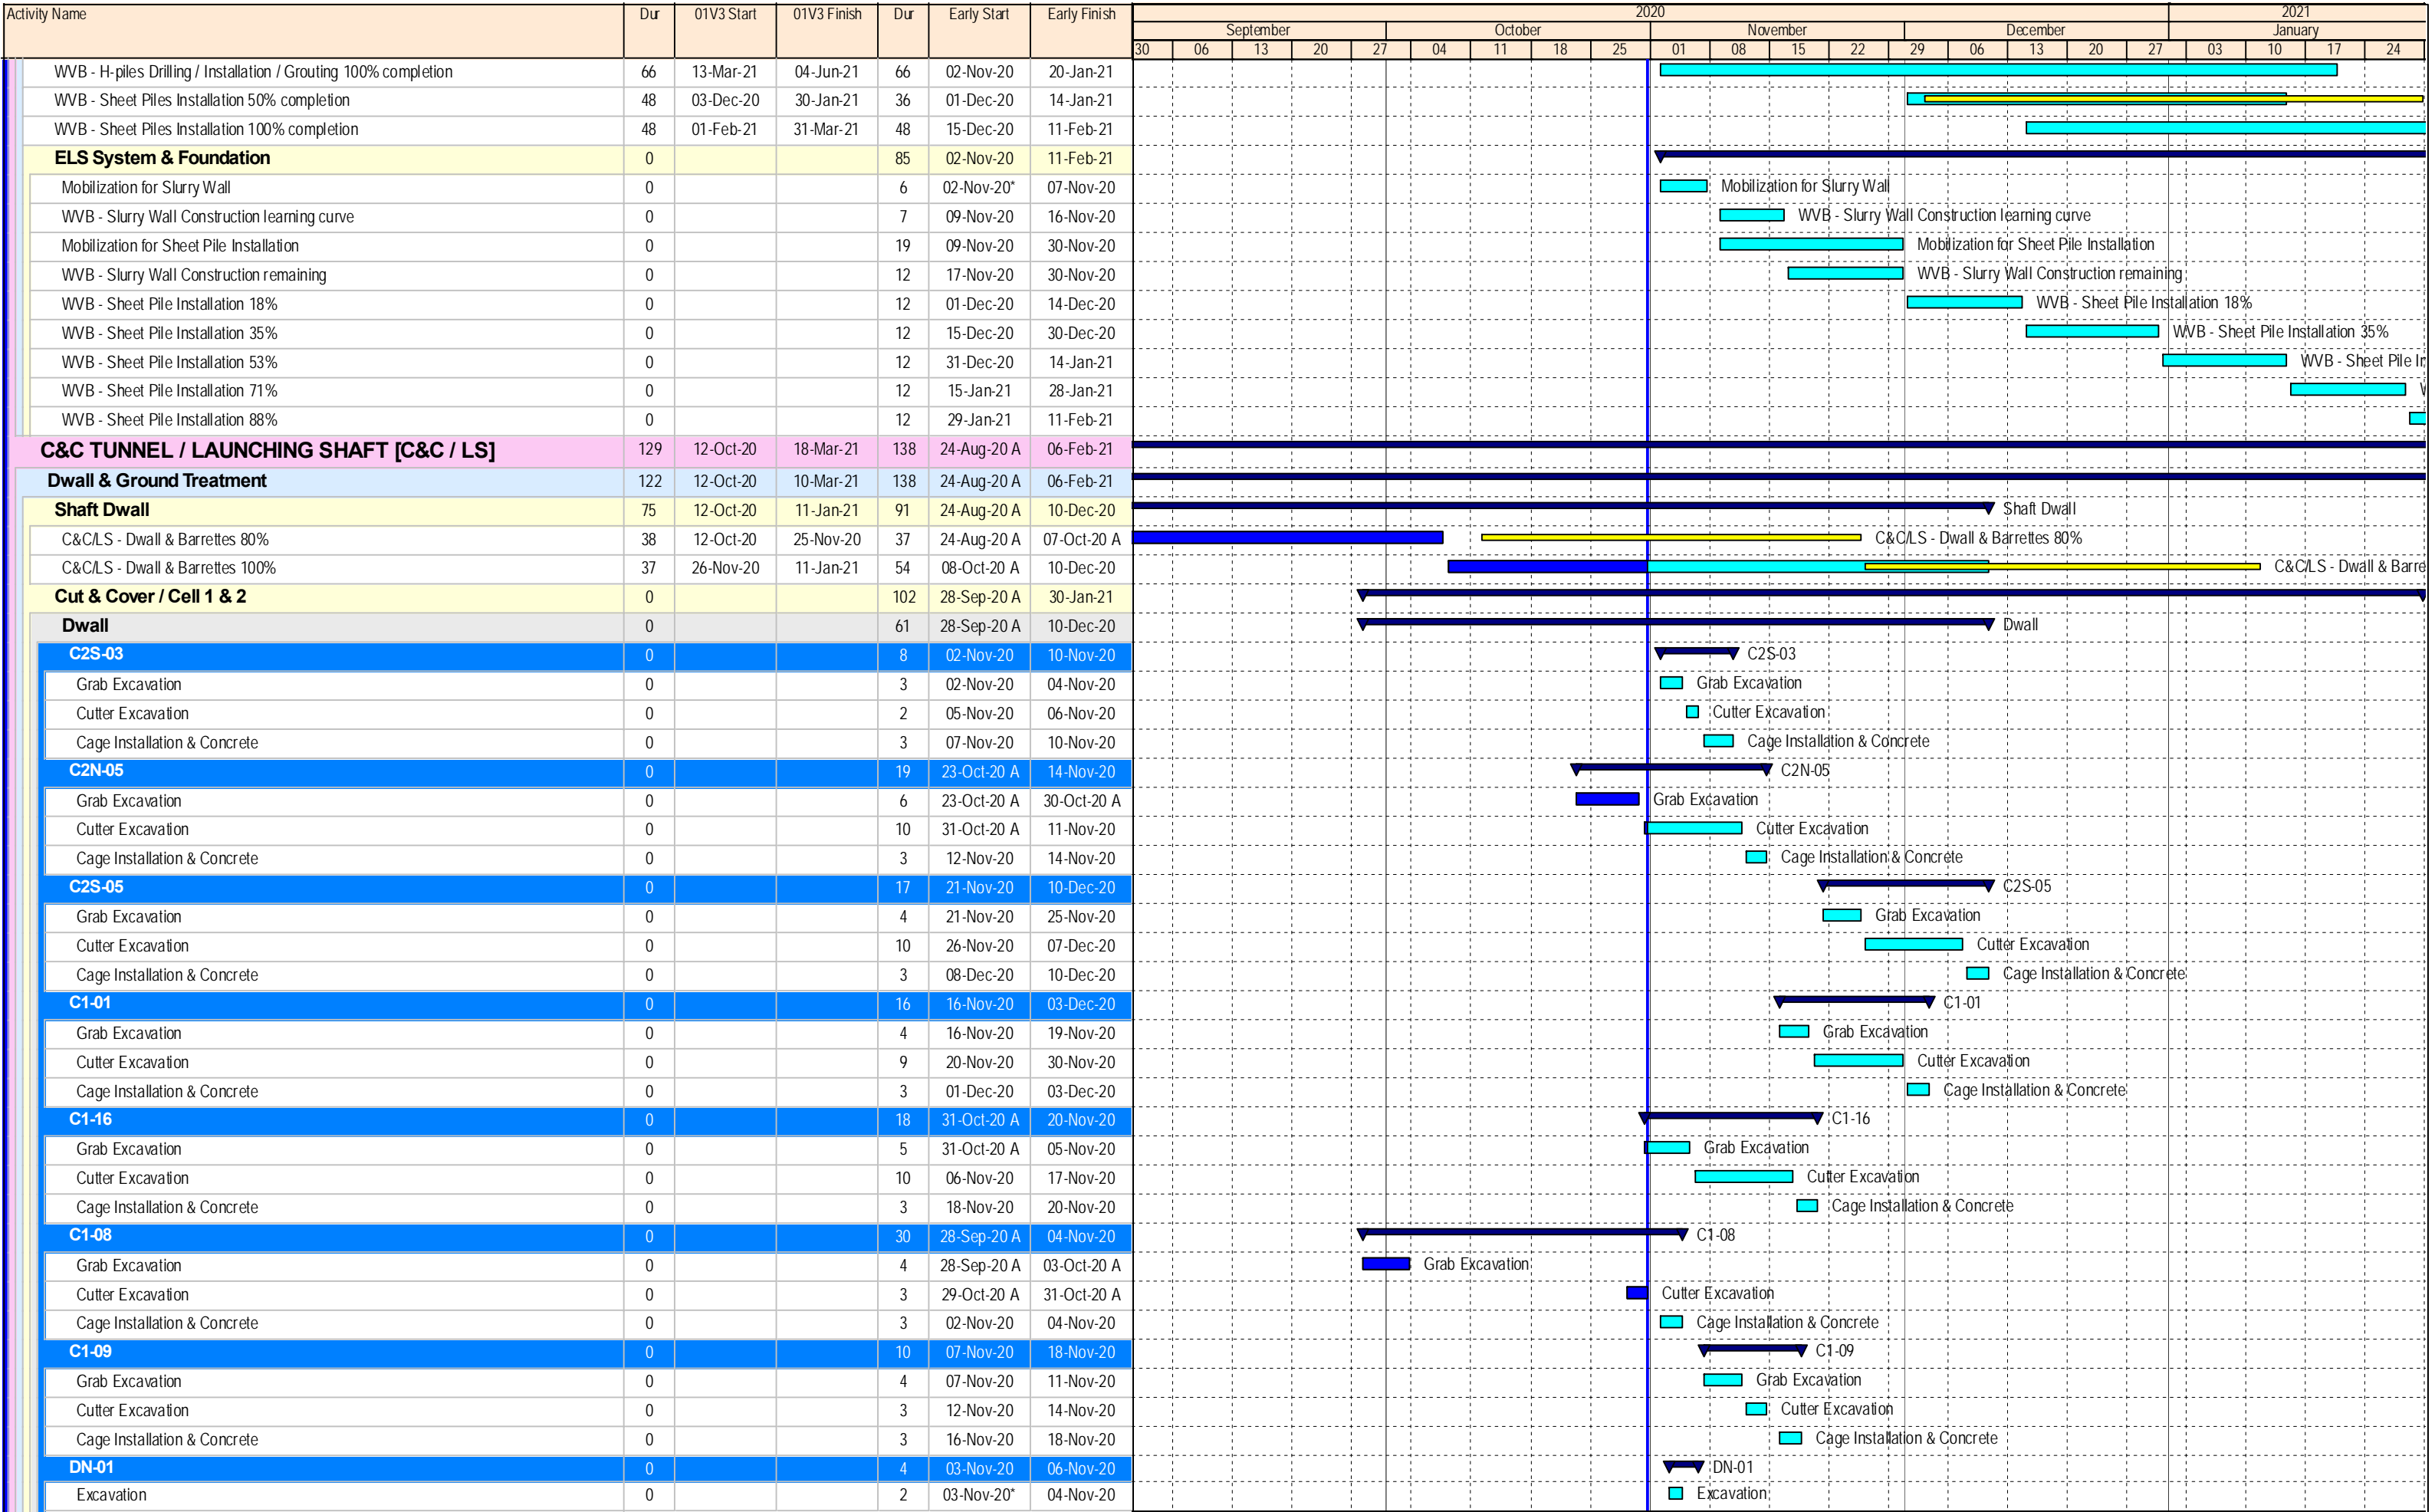 Activity Name Dur 01V3 Start 01V3 Finish Dur Early Start Early Finish 2020 2021
September October November December January
30 06 13 20 27 04 11 18 25 01 08 15 22 29 06 13 20 27 03 10 17 24
WVB - H-piles Drilling / Installation / Grouting 100% completion 66 13-Mar-21 04-Jun-21 66 02-Nov-20 20-Jan-21
WVB - Sheet Piles Installation 50% completion 48 03-Dec-20 30-Jan-21 36 01-Dec-20 14-Jan-21
WVB - Sheet Piles Installation 100% completion 48 01-Feb-21 31-Mar-21 48 15-Dec-20 11-Feb-21
ELS System & Foundation 0 85 02-Nov-20 11-Feb-21
Mobilization for Slurry Wall 0 6 02-Nov-20* 07-Nov-20 Mobilization for Slurry Wall
WVB - Slurry Wall Construction learning curve 0 7 09-Nov-20 16-Nov-20 WVB - Slurry Wall Construction learning curve
Mobilization for Sheet Pile Installation 0 19 09-Nov-20 30-Nov-20 Mobilization for Sheet Pile Installation
WVB - Slurry Wall Construction remaining 0 12 17-Nov-20 30-Nov-20 WVB - Slurry Wall Construction remaining
WVB - Sheet Pile Installation 18% 0 12 01-Dec-20 14-Dec-20 WVB - Sheet Pile Installation 18%
WVB - Sheet Pile Installation 35% 0 12 15-Dec-20 30-Dec-20 WVB - Sheet Pile Installation 35%
WVB - Sheet Pile Installation 53% 0 12 31-Dec-20 14-Jan-21 WVB - Sheet Pile
WVB - Sheet Pile Installation 71% 0 12 15-Jan-21 28-Jan-21
WVB - Sheet Pile Installation 88% 0 12 29-Jan-21 11-Feb-21
C&C TUNNEL / LAUNCHING SHAFT [C&C / LS] 129 12-Oct-20 18-Mar-21 138 24-Aug-20 A 06-Feb-21
Dwall & Ground Treatment 122 12-Oct-20 10-Mar-21 138 24-Aug-20 A 06-Feb-21
Shaft Dwall 75 12-Oct-20 11-Jan-21 91 24-Aug-20 A 10-Dec-20 Shaft Dwall
C&C/LS - Dwall & Barrettes 80% 38 12-Oct-20 25-Nov-20 37 24-Aug-20 A 07-Oct-20 A C&C/LS - Dwall & Barrettes 80%
C&C/LS - Dwall & Barrettes 100% 37 26-Nov-20 11-Jan-21 54 08-Oct-20 A 10-Dec-20 C&C/LS - Dwall & Barre
Cut & Cover / Cell 1 & 2 0 102 28-Sep-20 A 30-Jan-21
Dwall 0 61 28-Sep-20 A 10-Dec-20 Dwall
C2S-03 0 8 02-Nov-20 10-Nov-20 C2S-03
Grab Excavation 0 3 02-Nov-20 04-Nov-20 Grab Excavation
Cutter Excavation 0 2 05-Nov-20 06-Nov-20 Cutter Excavation
Cage Installation & Concrete 0 3 07-Nov-20 10-Nov-20 Cage Installation & Concrete
C2N-05 0 19 23-Oct-20 A 14-Nov-20 C2N-05
Grab Excavation 0 6 23-Oct-20 A 30-Oct-20 A Grab Excavation
Cutter Excavation 0 10 31-Oct-20 A 11-Nov-20 Cutter Excavation
Cage Installation & Concrete 0 3 12-Nov-20 14-Nov-20 Cage Installation & Concrete
C2S-05 0 17 21-Nov-20 10-Dec-20 C2S-05
Grab Excavation 0 4 21-Nov-20 25-Nov-20 Grab Excavation
Cutter Excavation 0 10 26-Nov-20 07-Dec-20 Cutter Excavation
Cage Installation & Concrete 0 3 08-Dec-20 10-Dec-20 Cage Installation & Concrete
C1-01 0 16 16-Nov-20 03-Dec-20 C1-01
Grab Excavation 0 4 16-Nov-20 19-Nov-20 Grab Excavation
Cutter Excavation 0 9 20-Nov-20 30-Nov-20 Cutter Excavation
Cage Installation & Concrete 0 3 01-Dec-20 03-Dec-20 Cage Installation & Concrete
C1-16 0 18 31-Oct-20 A 20-Nov-20 C1-16
Grab Excavation 0 5 31-Oct-20 A 05-Nov-20 Grab Excavation
Cutter Excavation 0 10 06-Nov-20 17-Nov-20 Cutter Excavation
Cage Installation & Concrete 0 3 18-Nov-20 20-Nov-20 Cage Installation & Concrete
C1-08 0 30 28-Sep-20 A 04-Nov-20 C1-08
Grab Excavation 0 4 28-Sep-20 A 03-Oct-20 A Grab Excavation
Cutter Excavation 0 3 29-Oct-20 A 31-Oct-20 A Cutter Excavation
Cage Installation & Concrete 0 3 02-Nov-20 04-Nov-20 Cage Installation & Concrete
C1-09 0 10 07-Nov-20 18-Nov-20 C1-09
Grab Excavation 0 4 07-Nov-20 11-Nov-20 Grab Excavation
Cutter Excavation 0 3 12-Nov-20 14-Nov-20 Cutter Excavation
Cage Installation & Concrete 0 3 16-Nov-20 18-Nov-20 Cage Installation & Concrete
DN-01 0 4 03-Nov-20 06-Nov-20 DN-01
Excavation 0 2 03-Nov-20* 04-Nov-20 Excavation